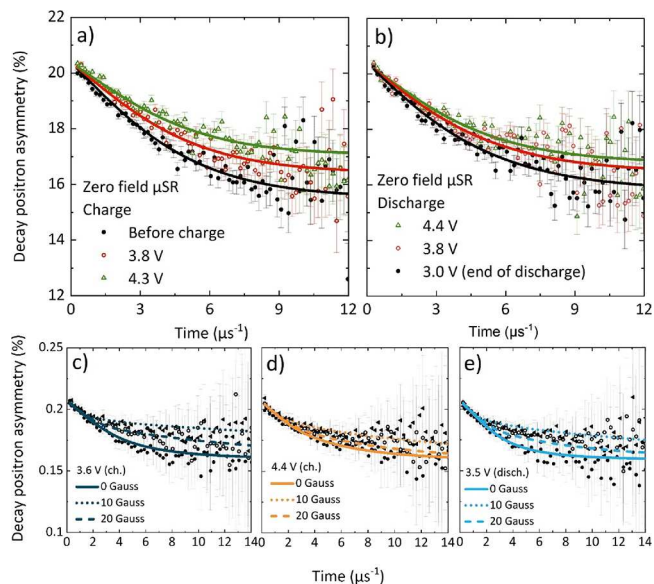 a)
b)
Decay positron asymmetry (%)
22
20
18
16
14
12
Zero field μSR
Charge
Before charge
3.8 V
4.3 V
0 3 6 9 12
Time (μs⁻¹)
Zero field μSR
Discharge
4.4 V
3.8 V
3.0 V (end of discharge)
0 3 6 9 12
Time (μs⁻¹)
Decay positron asymmetry (%)
0.25
0.2
0.15
0.1
c)
3.6 V (ch.)
0 Gauss
10 Gauss
20 Gauss
0 2 4 6 8 10 12 14
d)
4.4 V (ch.)
0 Gauss
10 Gauss
20 Gauss
0 2 4 6 8 10 12 14
e)
3.5 V (disch.)
0 Gauss
10 Gauss
20 Gauss
0 2 4 6 8 10 12 14
Time (μs⁻¹)